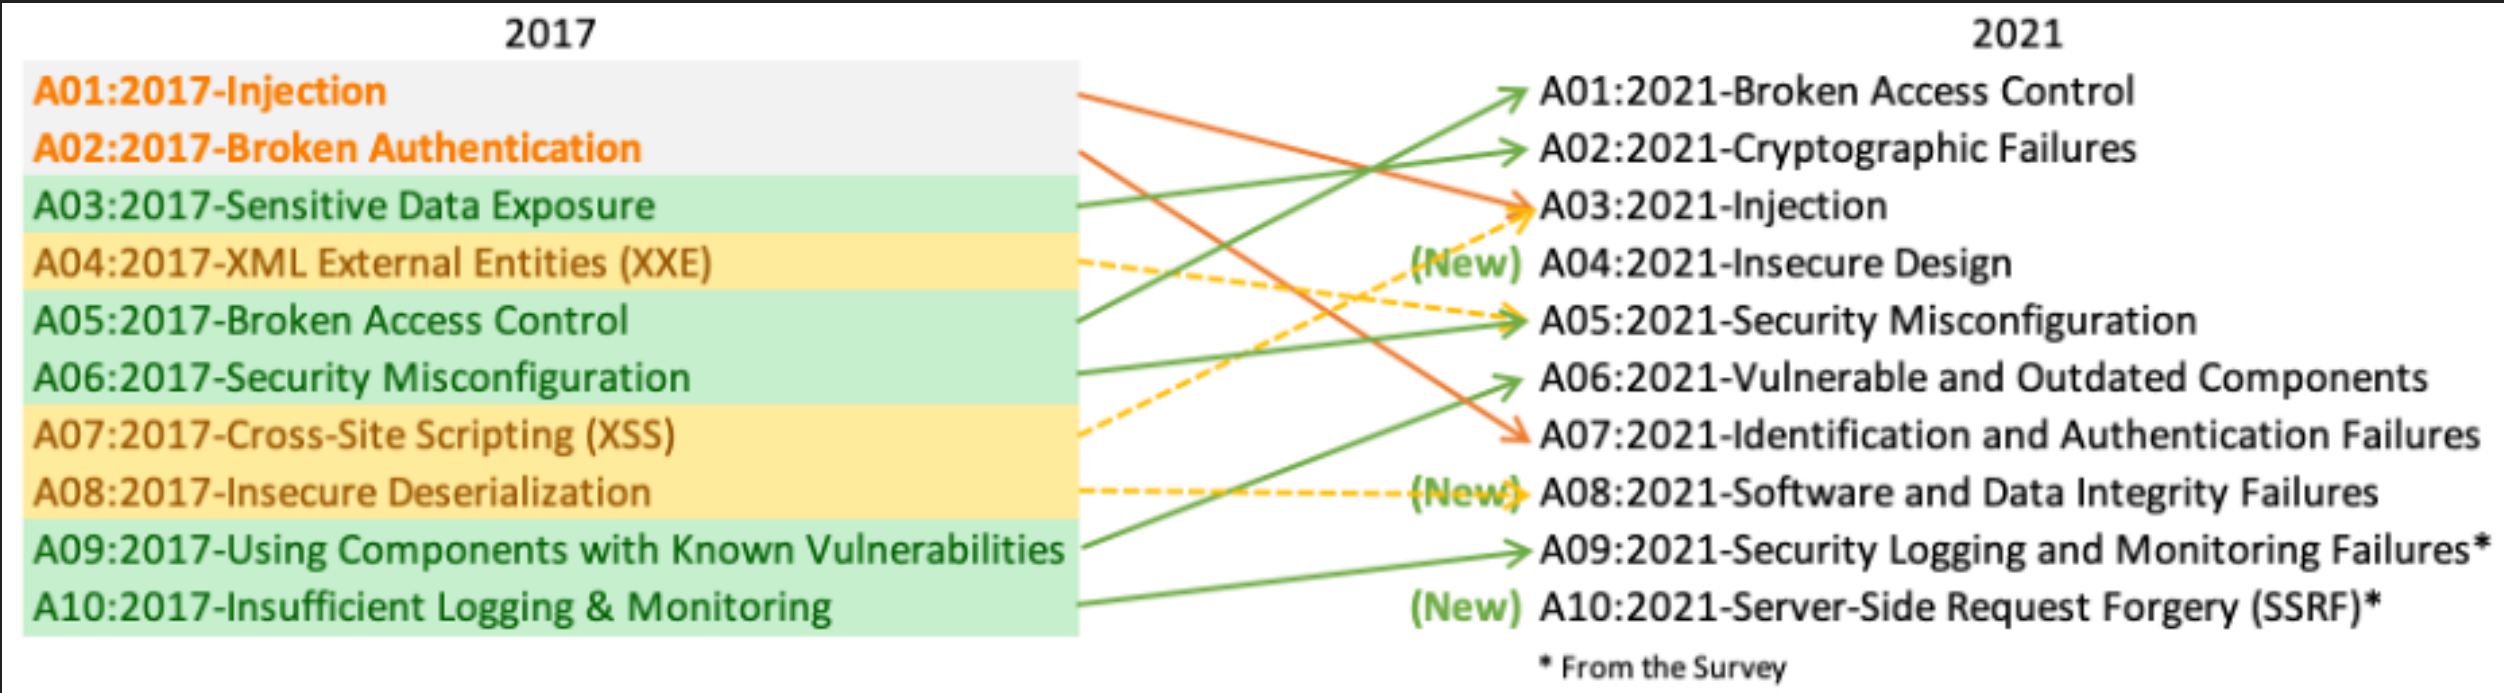 2017
A01:2017-Injection
A02:2017-Broken Authentication
A03:2017-Sensitive Data Exposure
A04:2017-XML External Entities (XXE)
A05:2017-Broken Access Control
A06:2017-Security Misconfiguration
A07:2017-Cross-Site Scripting (XSS)
A08:2017-Insecure Deserialization
A09:2017-Using Components with Known Vulnerabilities
A10:2017-Insufficient Logging & Monitoring
2021
A01:2021-Broken Access Control
A02:2021-Cryptographic Failures
A03:2021-Injection
(New) A04:2021-Insecure Design
A05:2021-Security Misconfiguration
A06:2021-Vulnerable and Outdated Components
A07:2021-Identification and Authentication Failures
(New) A08:2021-Software and Data Integrity Failures
A09:2021-Security Logging and Monitoring Failures*
(New) A10:2021-Server-Side Request Forgery (SSRF)*
* From the Survey